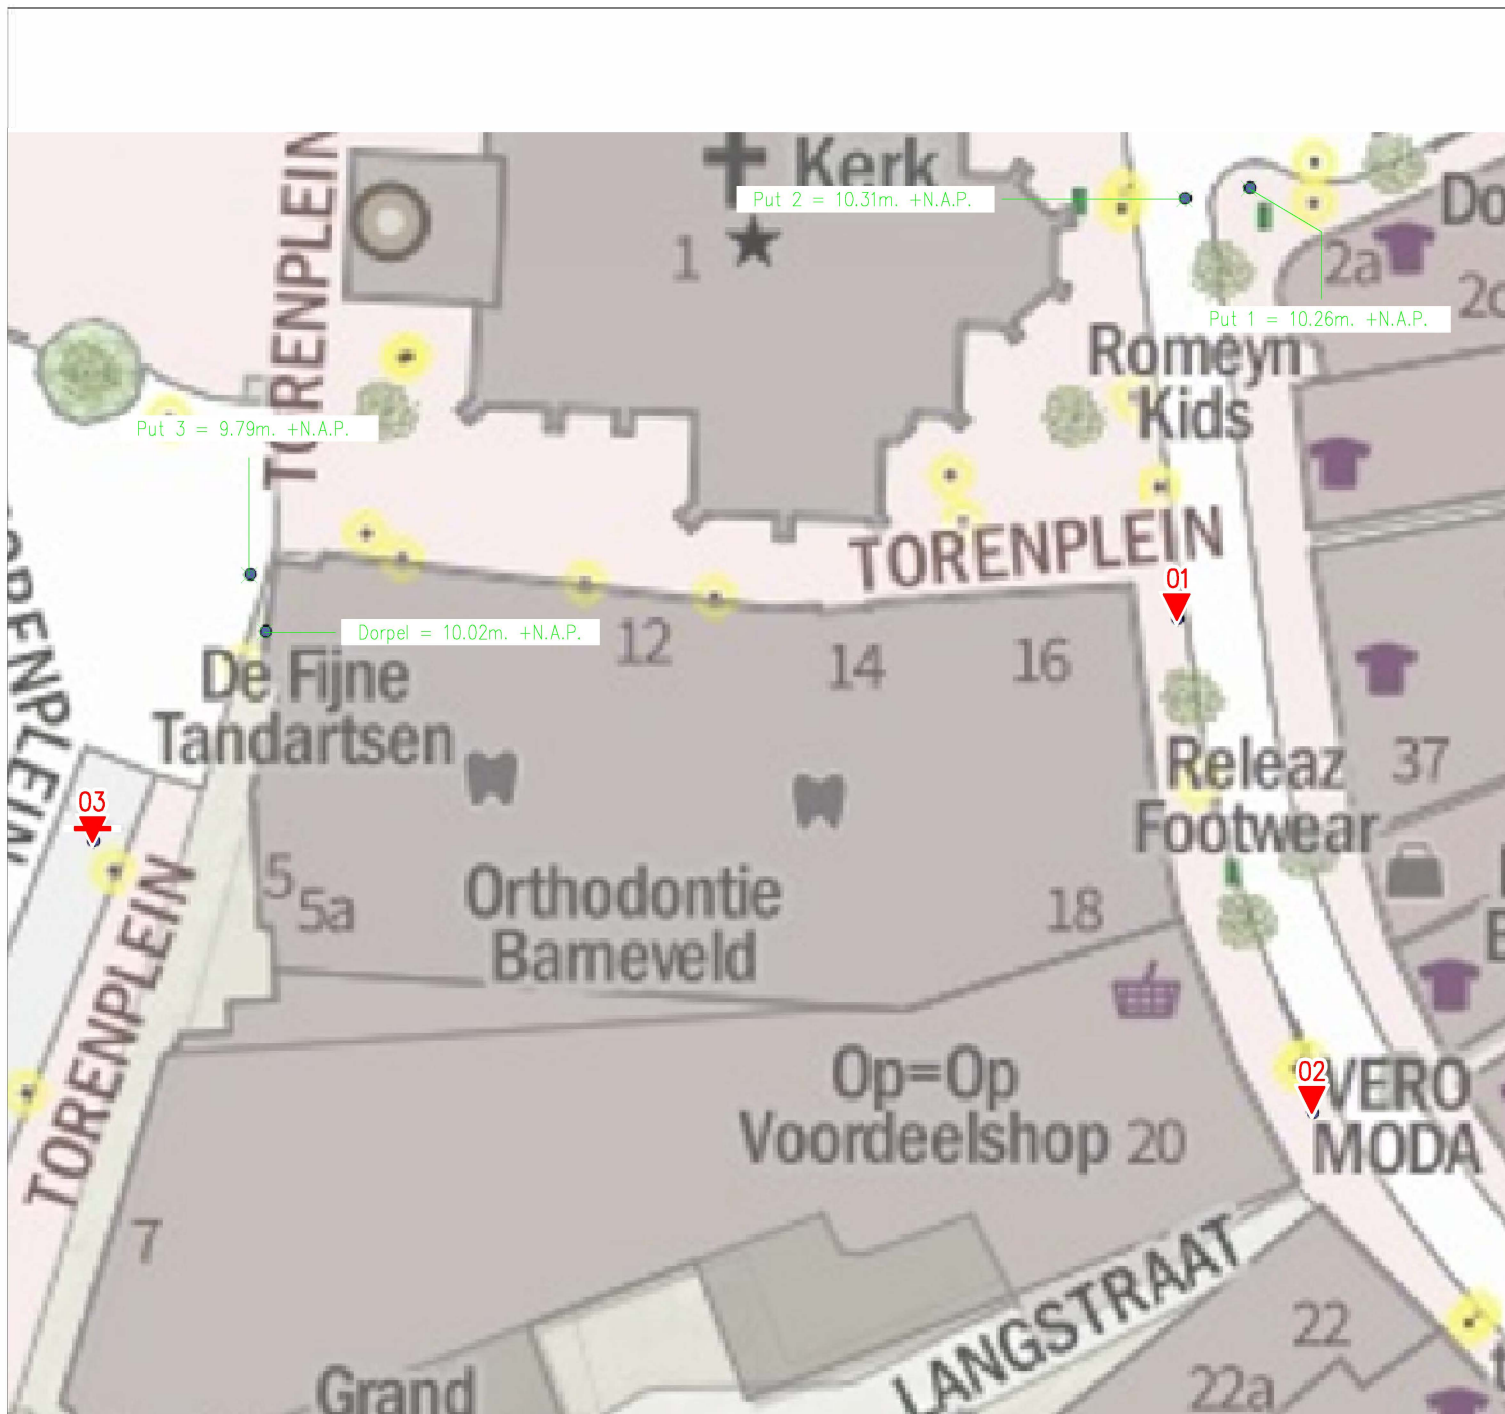 TORENPLEIN
Kerk
Put 2 = 10.31m. +N.A.P.
1
Do
2a
2c
Put 1 = 10.26m. +N.A.P.
Romeyn
Kids
Put 3 = 9.79m. +N.A.P.
TORENPLEIN
01
Dorpel = 10.02m. +N.A.P.
12
14
16
De Fijne
Tandartsen
TORENPLEIN
Releaz
Footwear
37
03
5
5a
Orthodontie
Barneveld
18
TORENPLEIN
Op=Op
Voordeelshop 20
02
VERO
MODA
7
LANGSTRAAT
22
22a
Grand